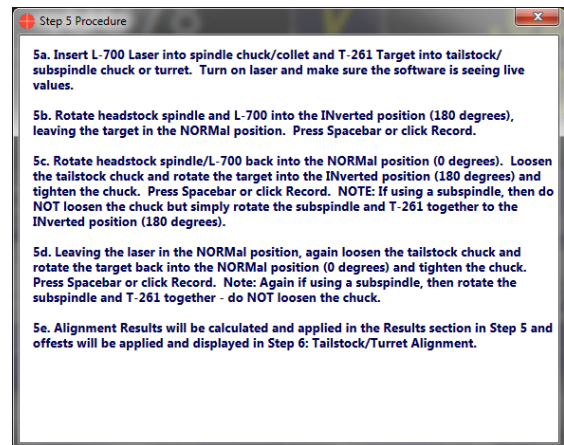 Step 5 Procedure
5a. Insert L-700 Laser into spindle chuck/collet and T-261 Target into tailstock/
subspindle chuck or turret.  Turn on laser and make sure the software is seeing live
values.
5b. Rotate headstock spindle and L-700 into the INverted position (180 degrees),
leaving the target in the NORMal position.  Press Spacebar or click Record.
5c. Rotate headstock spindle/L-700 back into the NORMal position (0 degrees).  Loosen
the tailstock chuck and rotate the target into the INverted position (180 degrees) and
tighten the chuck.  Press Spacebar or click Record.  NOTE: If using a subspindle, then do
NOT loosen the chuck but simply rotate the subspindle and T-261 together to the
INverted position (180 degrees).
5d. Leaving the laser in the NORMal position, again loosen the tailstock chuck and
rotate the target back into the NORMal position (0 degrees) and tighten the chuck.
Press Spacebar or click Record.  Note: Again if using a subspindle, then rotate the
subspindle and T-261 together - do NOT loosen the chuck.
5e. Alignment Results will be calculated and applied in the Results section in Step 5 and
offests will be applied and displayed in Step 6: Tailstock/Turret Alignment.